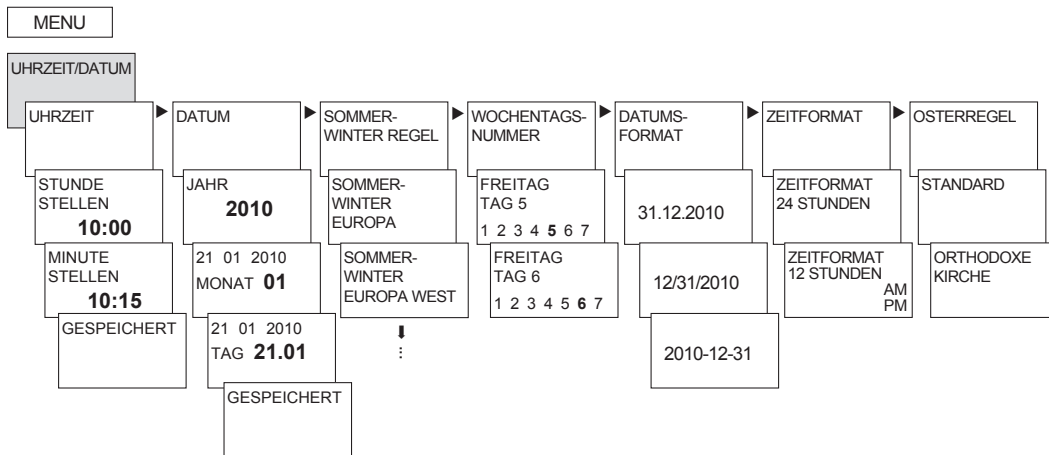 MENU
UHRZEIT/DATUM
UHRZEIT
STUNDE
STELLEN
10:00
MINUTE
STELLEN
10:15
GESPEICHERT
DATUM
JAHR
2010
21 01 2010
MONAT 01
21 01 2010
TAG 21.01
GESPEICHERT
SOMMER-
WINTER REGEL
SOMMER-
WINTER
EUROPA
SOMMER-
WINTER
EUROPA WEST
WOCHENTAGS-
NUMMER
FREITAG
TAG 5
1 2 3 4 5 6 7
FREITAG
TAG 6
1 2 3 4 5 6 7
DATUMS-
FORMAT
31.12.2010
12/31/2010
2010-12-31
ZEITFORMAT
ZEITFORMAT
24 STUNDEN
ZEITFORMAT
12 STUNDEN
AM
PM
OSTERREGEL
STANDARD
ORTHODOXE
KIRCHE